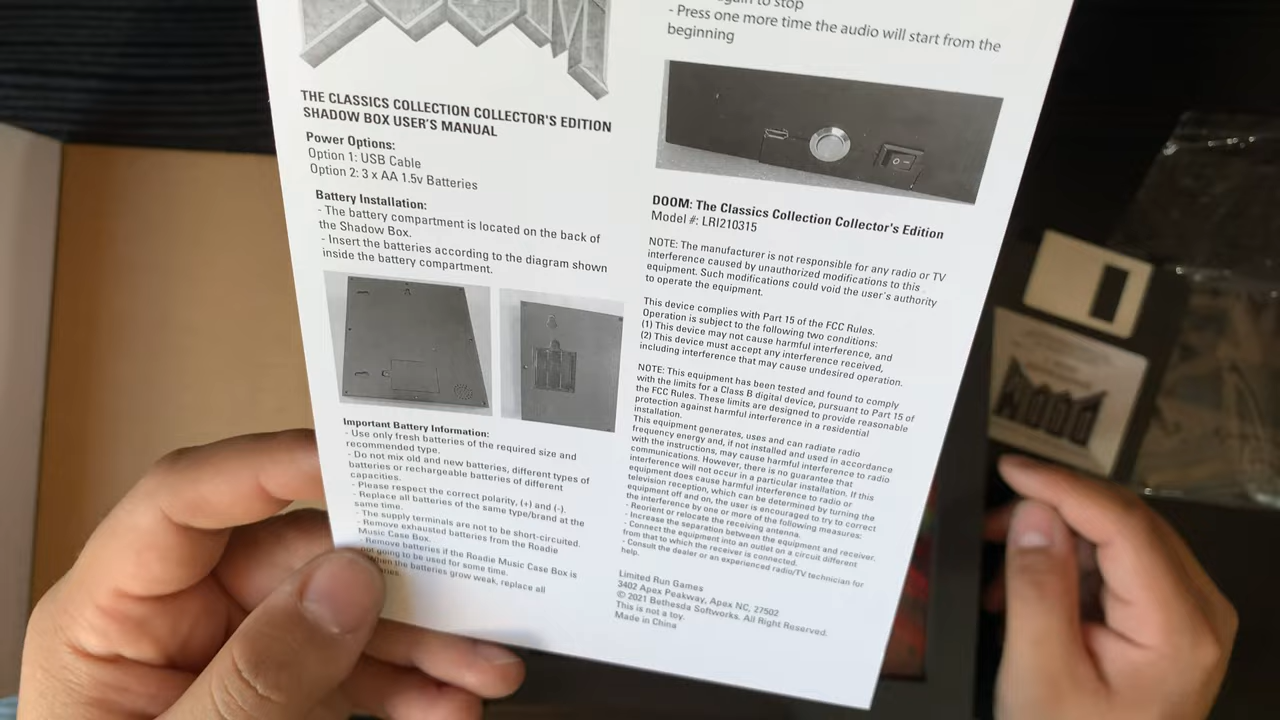 THE CLASSICS COLLECTION COLLECTOR'S EDITION
SHADOW BOX USER'S MANUAL
Power Options:
Option 1: USB Cable
Option 2: 3 x AA 1.5v Batteries
Battery Installation:
- The battery compartment is located on the back of
the Shadow Box.
- Insert the batteries according to the diagram shown
inside the battery compartment.
Important Battery Information:
- Use only fresh batteries of the required size and
recommended type.
- Do not mix old and new batteries, different types of
batteries or rechargeable batteries of different
capacities.
- Please respect the correct polarity, (+) and (-).
- Replace all batteries of the same type/brand at the
same time.
- The supply terminals are not to be short-circuited.
- Remove exhausted batteries from the Roadie
Music Case Box.
- Remove batteries if the Roadie Music Case Box is
not going to be used for some time.
when the batteries grow weak, replace all
to stop
- Press one more time the audio will start from the
beginning
DOOM: The Classics Collection Collector's Edition
Model #: LRI210315
NOTE: The manufacturer is not responsible for any radio or TV
interference caused by unauthorized modifications to this
equipment. Such modifications could void the user's authority
to operate the equipment.
This device complies with Part 15 of the FCC Rules.
Operation is subject to the following two conditions:
(1) This device may not cause harmful interference, and
(2) This device must accept any interference received,
including interference that may cause undesired operation.
NOTE: This equipment has been tested and found to comply
with the limits for a Class B digital device, pursuant to Part 15 of
the FCC Rules. These limits are designed to provide reasonable
protection against harmful interference in a residential
installation.
This equipment generates, uses and can radiate radio
frequency energy and, if not installed and used in accordance
with the instructions, may cause harmful interference to radio
communications. However, there is no guarantee that
interference will not occur in a particular installation. If this
equipment does cause harmful interference to radio or
television reception, which can be determined by turning the
equipment off and on, the user is encouraged to try to correct
the interference by one or more of the following measures:
- Reorient or relocate the receiving antenna.
- Increase the separation between the equipment and receiver.
- Connect the equipment into an outlet on a circuit different
from that to which the receiver is connected.
- Consult the dealer or an experienced radio/TV technician for
help.
Limited Run Games
3402 Apex Peakway, Apex NC, 27502
© 2021 Bethesda Softworks. All Right Reserved.
This is not a toy.
Made in China
DOOM